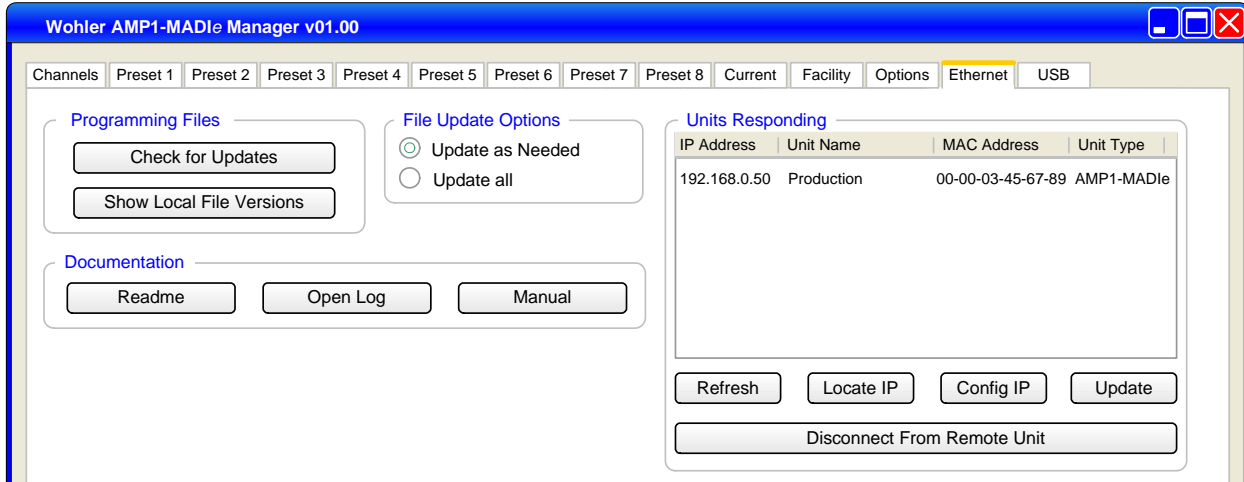 Wohler AMP1-MADIe Manager v01.00
Channels Preset 1 Preset 2 Preset 3 Preset 4 Preset 5 Preset 6 Preset 7 Preset 8 Current Facility Options Ethernet USB
Programming Files
Check for Updates
Show Local File Versions
File Update Options
Update as Needed
Update all
Documentation
Readme Open Log Manual
Units Responding
IP Address Unit Name MAC Address Unit Type
192.168.0.50 Production 00-00-03-45-67-89 AMP1-MADIe
Refresh Locate IP Config IP Update
Disconnect From Remote Unit